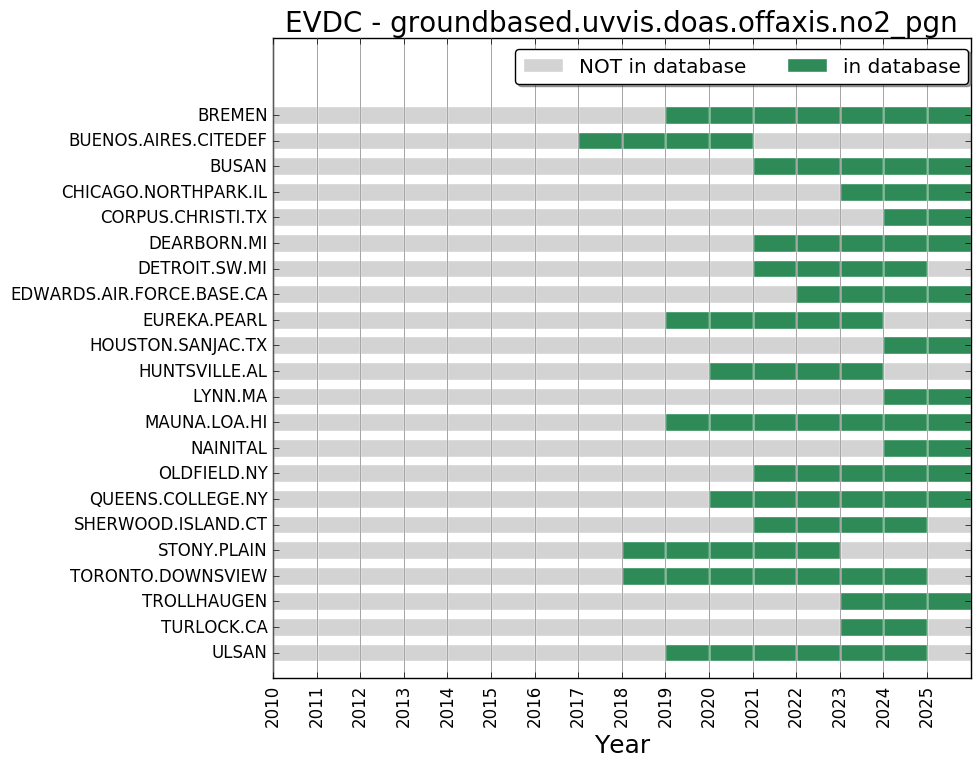 EVDC - groundbased.uvvis.doas.offaxis.no2_pgn
NOT in database in database
BREMEN
BUENOS.AIRES.CITEDEF
BUSAN
CHICAGO.NORTHPARK.IL
CORPUS.CHRISTI.TX
DEARBORN.MI
DETROIT.SW.MI
EDWARDS.AIR.FORCE.BASE.CA
EUREKA.PEARL
HOUSTON.SANJAC.TX
HUNTSVILLE.AL
LYNN.MA
MAUNA.LOA.HI
NAINITAL
OLDFIELD.NY
QUEENS.COLLEGE.NY
SHERWOOD.ISLAND.CT
STONY.PLAIN
TORONTO.DOWNSVIEW
TROLLHAUGEN
TURLOCK.CA
ULSAN
2010 2011 2012 2013 2014 2015 2016 2017 2018 2019 2020 2021 2022 2023 2024 2025
Year